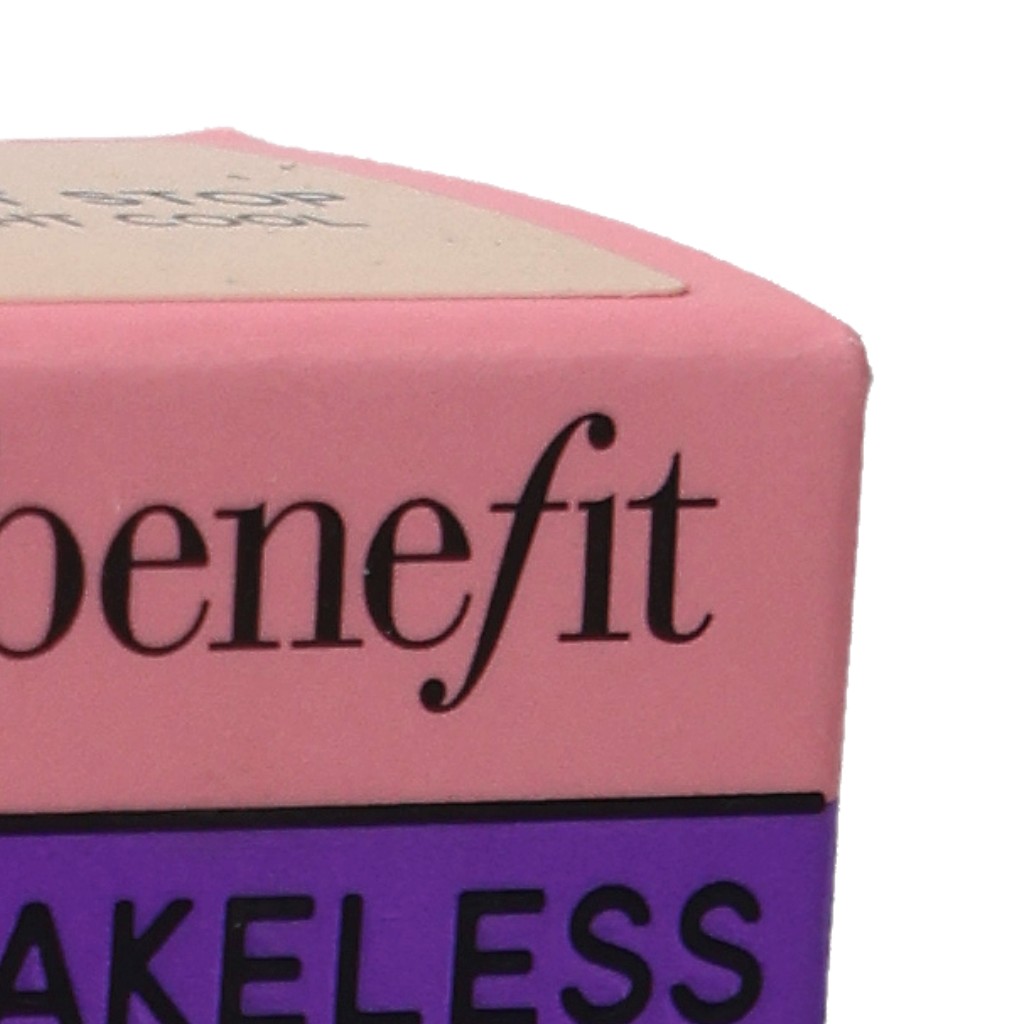 STOP
COOL
benefit
AKELESS